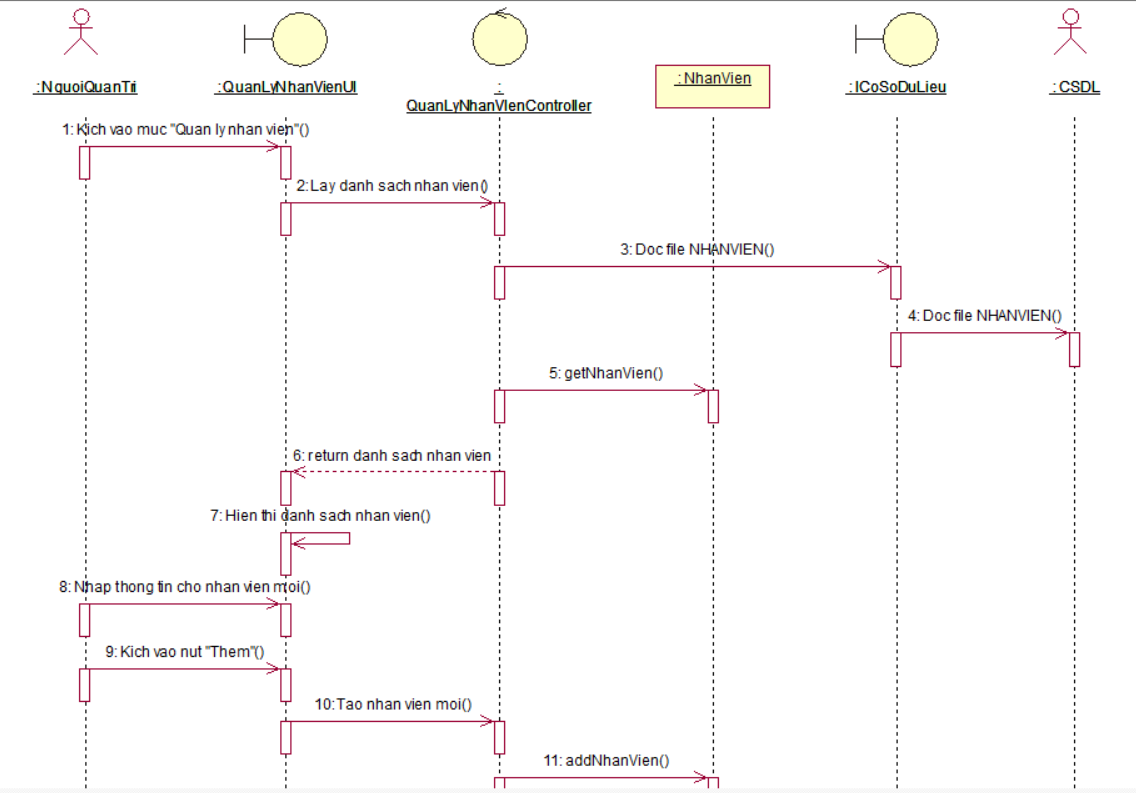 :NguoiQuanTri
:QuanLyNhanVienUI
:
QuanLyNhanVIenController
:NhanVien
:ICoSoDuLieu
:CSDL
1: Kich vao muc "Quan ly nhan vien"()
2: Lay danh sach nhan vien()
3: Doc file NHANVIEN()
4: Doc file NHANVIEN()
5: getNhanVien()
6: return danh sach nhan vien
7: Hien thi danh sach nhan vien()
8: Nhap thong tin cho nhan vien moi()
9: Kich vao nut "Them"()
10: Tao nhan vien moi()
11: addNhanVien()